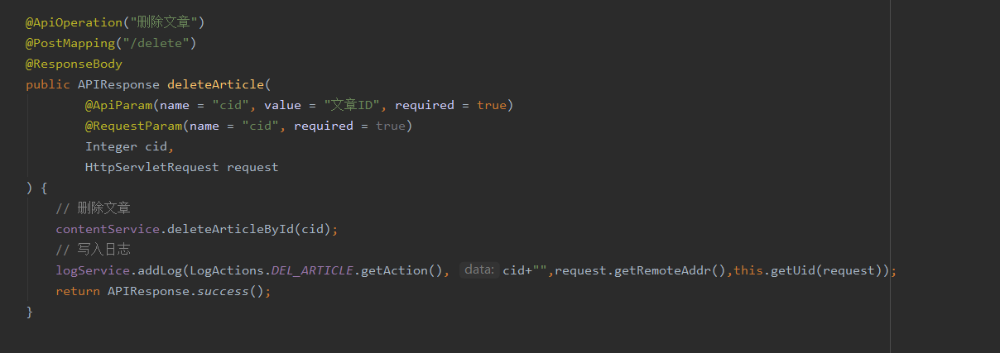 @ApiOperation("删除文章")
@PostMapping("/delete")
@ResponseBody
public APIResponse deleteArticle(
@ApiParam(name = "cid", value = "文章ID", required = true)
@RequestParam(name = "cid", required = true)
Integer cid,
HttpServletRequest request
) {
// 删除文章
contentService.deleteArticleById(cid);
// 写入日志
logService.addLog(LogActions.DEL_ARTICLE.getAction(), data: cid+"",request.getRemoteAddr(),this.getUid(request));
return APIResponse.success();
}